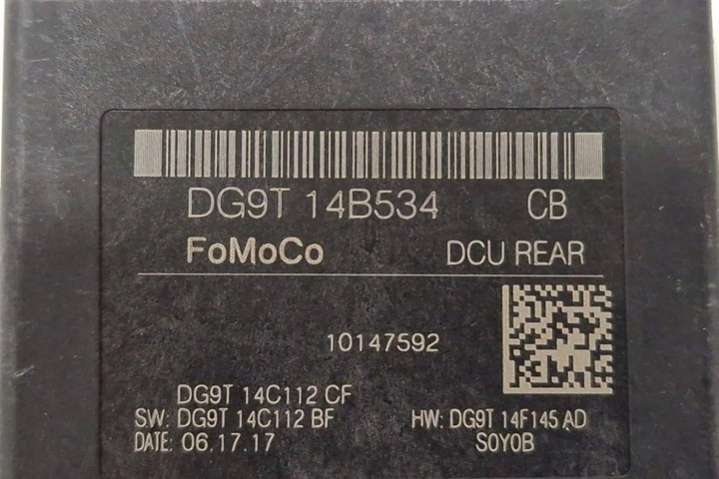 DG9T 14B534 CB
FoMoCo DCU REAR
10147592
DG9T 14C112 CF
SW: DG9T 14C112 BF HW: DG9T 14F145 AD
DATE: 06.17.17 S0Y0B